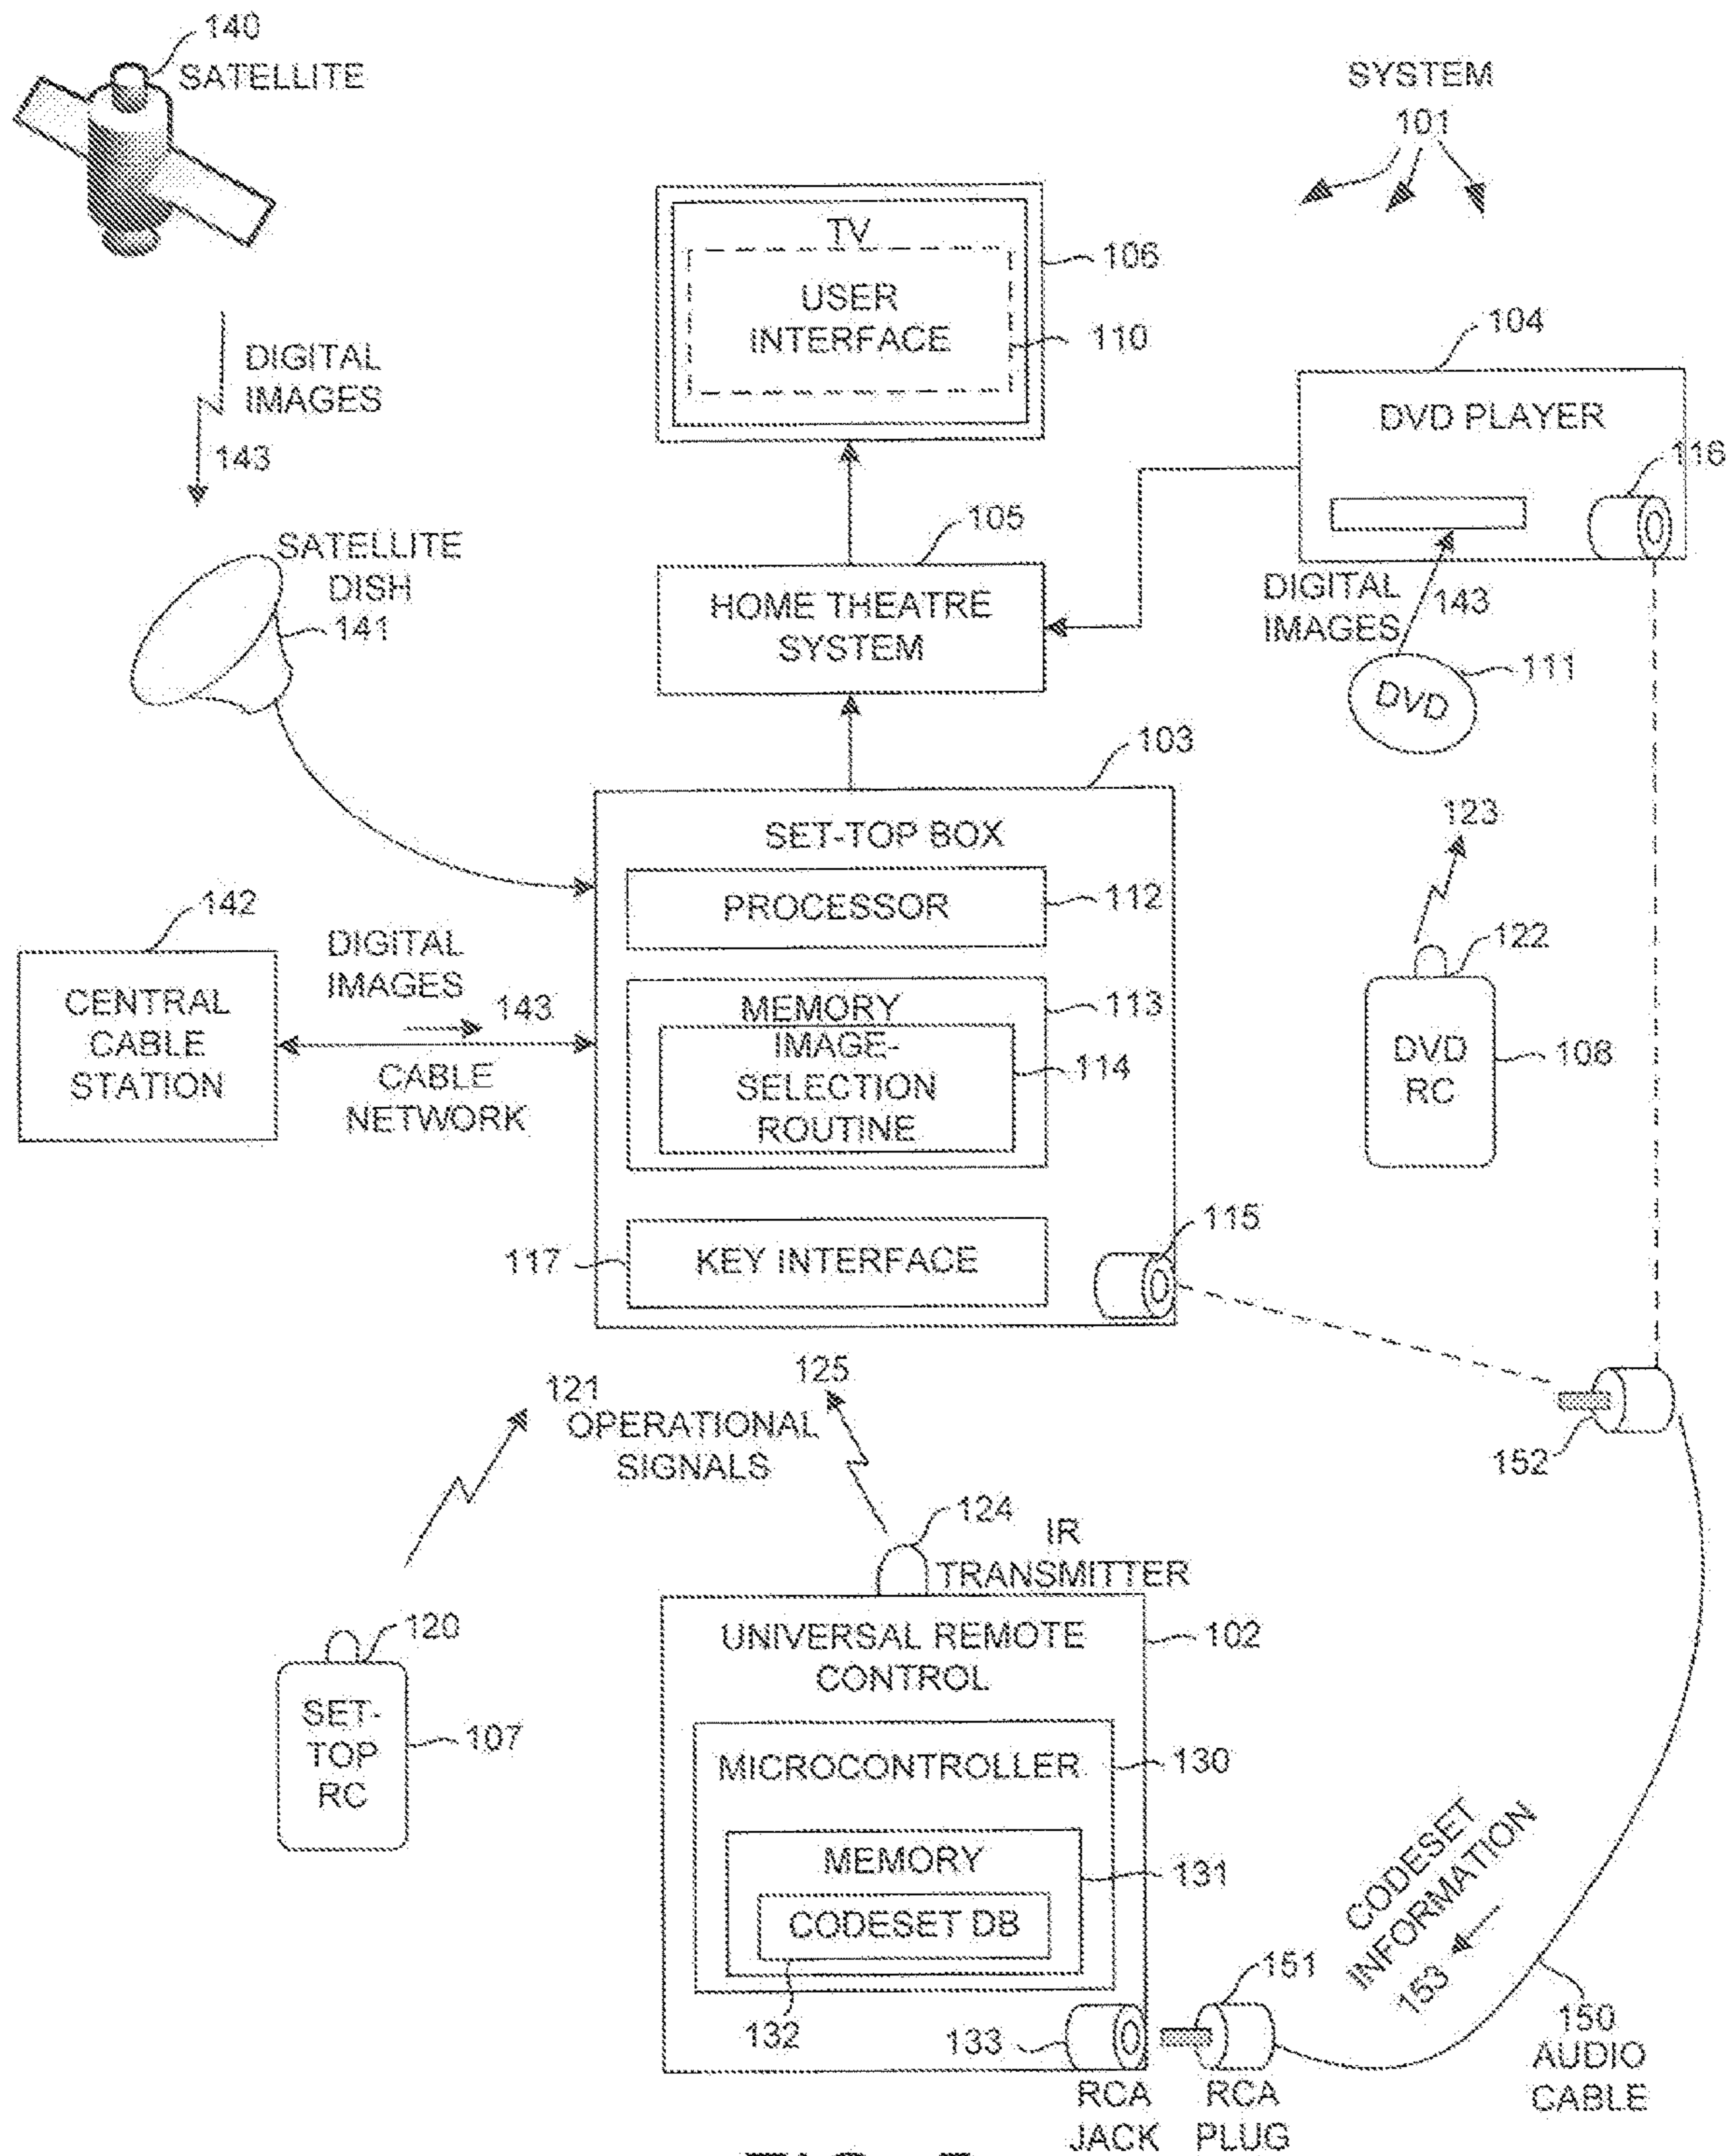 140
SATELLITE
SYSTEM
101
TV
USER
INTERFACE
106
110
DIGITAL
IMAGES
143
104
DVD PLAYER
116
SATELLITE
DISH
141
105
HOME THEATRE
SYSTEM
DIGITAL
IMAGES
143
111
DVD
103
SET-TOP BOX
PROCESSOR
112
123
142
CENTRAL
CABLE
STATION
DIGITAL
IMAGES
143
CABLE
NETWORK
MEMORY
113
IMAGE-
SELECTION
ROUTINE
114
122
DVD
RC
108
117
KEY INTERFACE
115
121
OPERATIONAL
SIGNALS
125
152
124
IR
TRANSMITTER
120
SET-
TOP
RC
107
UNIVERSAL REMOTE
CONTROL
102
MICROCONTROLLER
130
MEMORY
131
CODESET DB
132
133
RCA
JACK
151
RCA
PLUG
CODESET
INFORMATION
153
150
AUDIO
CABLE